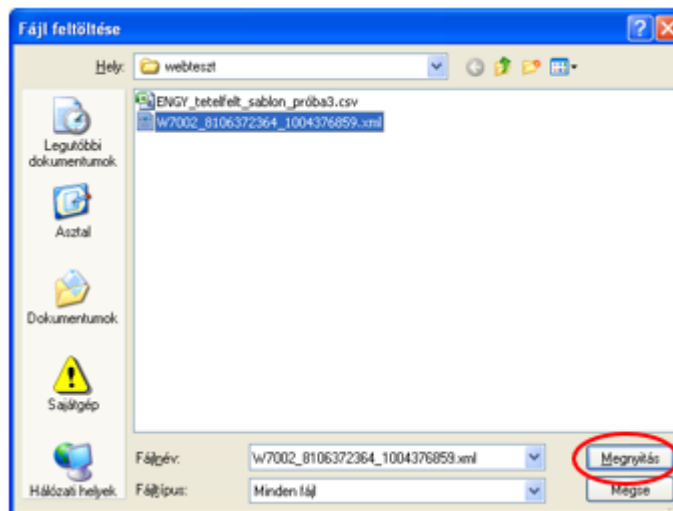 Fájl feltöltése
Hely:
webteszt
ENGY_tetelfelt_sablon_próba3.csv
W7002_8106372364_1004376859.xml
Legutóbbi
dokumentumok
Asztal
Dokumentumok
Sajátgép
Hálózati helyek
Fájlnév:
W7002_8106372364_1004376859.xml
Megnyitás
Fájltípus:
Minden fájl
Mégse